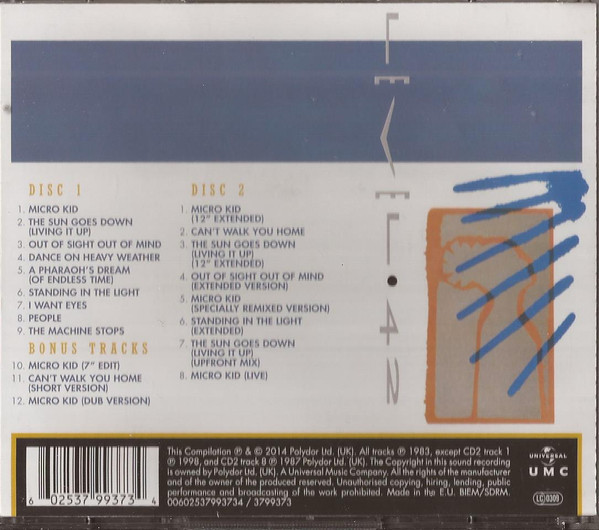 LEVEL 42
DISC 1
1. MICRO KID
2. THE SUN GOES DOWN
(LIVING IT UP)
3. OUT OF SIGHT OUT OF MIND
4. DANCE ON HEAVY WEATHER
5. A PHARAOH'S DREAM
(OF ENDLESS TIME)
6. STANDING IN THE LIGHT
7. I WANT EYES
8. PEOPLE
9. THE MACHINE STOPS
BONUS TRACKS
10. MICRO KID (7" EDIT)
11. CAN'T WALK YOU HOME
(SHORT VERSION)
12. MICRO KID (DUB VERSION)
DISC 2
1. MICRO KID
(12" EXTENDED)
2. CAN'T WALK YOU HOME
3. THE SUN GOES DOWN
(LIVING IT UP)
(12" EXTENDED)
4. OUT OF SIGHT OUT OF MIND
(EXTENDED VERSION)
5. MICRO KID
(SPECIALLY REMIXED VERSION)
6. STANDING IN THE LIGHT
(EXTENDED)
7. THE SUN GOES DOWN
(LIVING IT UP)
(UPFRONT MIX)
8. MICRO KID (LIVE)
6 02537 99373 4
This Compilation ℗ & © 2014 Polydor Ltd. (UK). All tracks ℗ 1983, except CD2 track 1
℗ 1998, and CD2 track 8 ℗ 1987 Polydor Ltd. (UK). The Copyright in this sound recording
is owned by Polydor Ltd. (UK). A Universal Music Company. All the rights of the manufacturer
and of the owner of the produced reserved. Unauthorised copying, hiring, lending, public
performance and broadcasting of the work prohibited. Made in the E.U. BIEM/SDRM.
00602537993734 / 3799373
UNIVERSAL
UMC
LC 0309